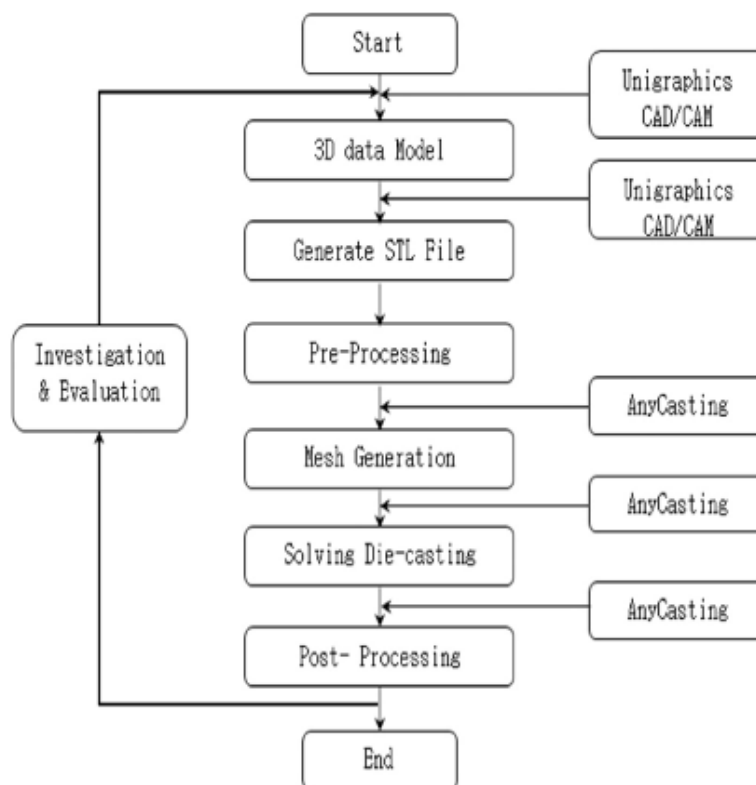 Start
Unigraphics
CAD/CAM
3D data Model
Unigraphics
CAD/CAM
Generate STL File
Investigation
& Evaluation
Pre-Processing
AnyCasting
Mesh Generation
AnyCasting
Solving Die-casting
AnyCasting
Post- Processing
End